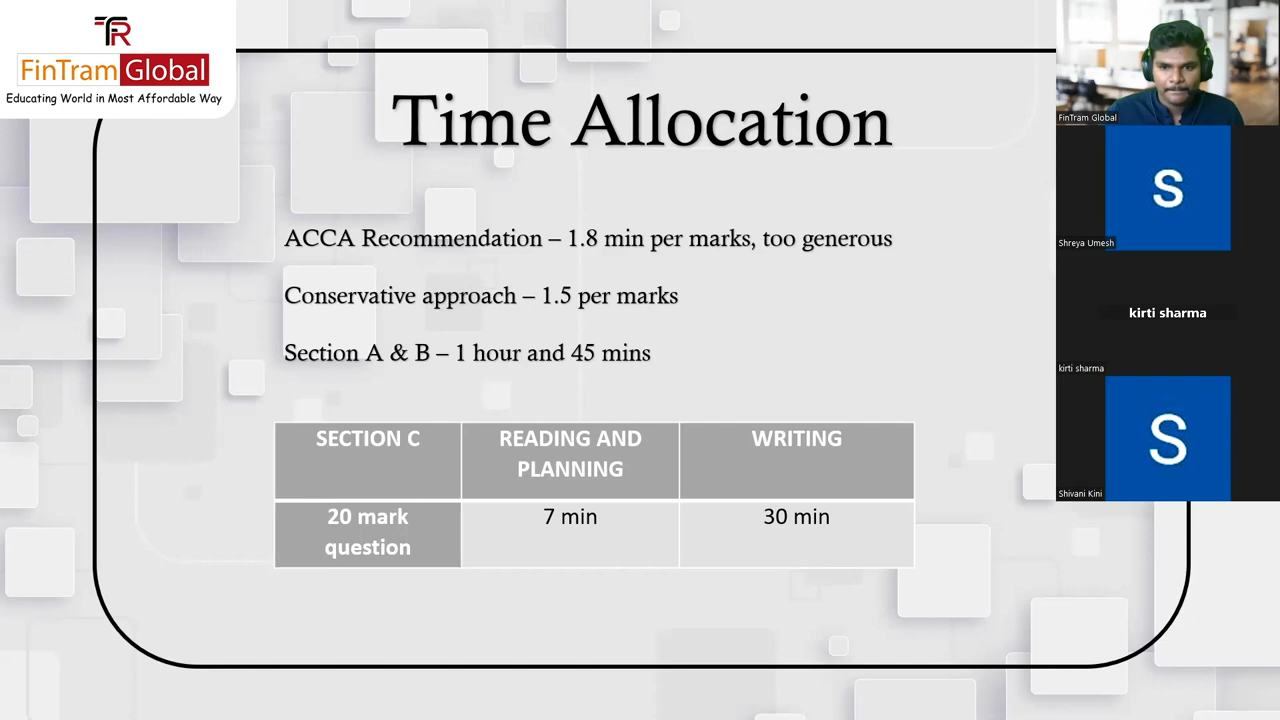 TR
FinTram Global
Educating World in Most Affordable Way
Time Allocation
ACCA Recommendation – 1.8 min per marks, too generous
Conservative approach – 1.5 per marks
Section A & B – 1 hour and 45 mins
SECTION C
READING AND
PLANNING
WRITING
20 mark
question
7 min
30 min
FinTram Global
S
Shreya Umesh
kirti sharma
kirti sharma
S
Shivani Kini